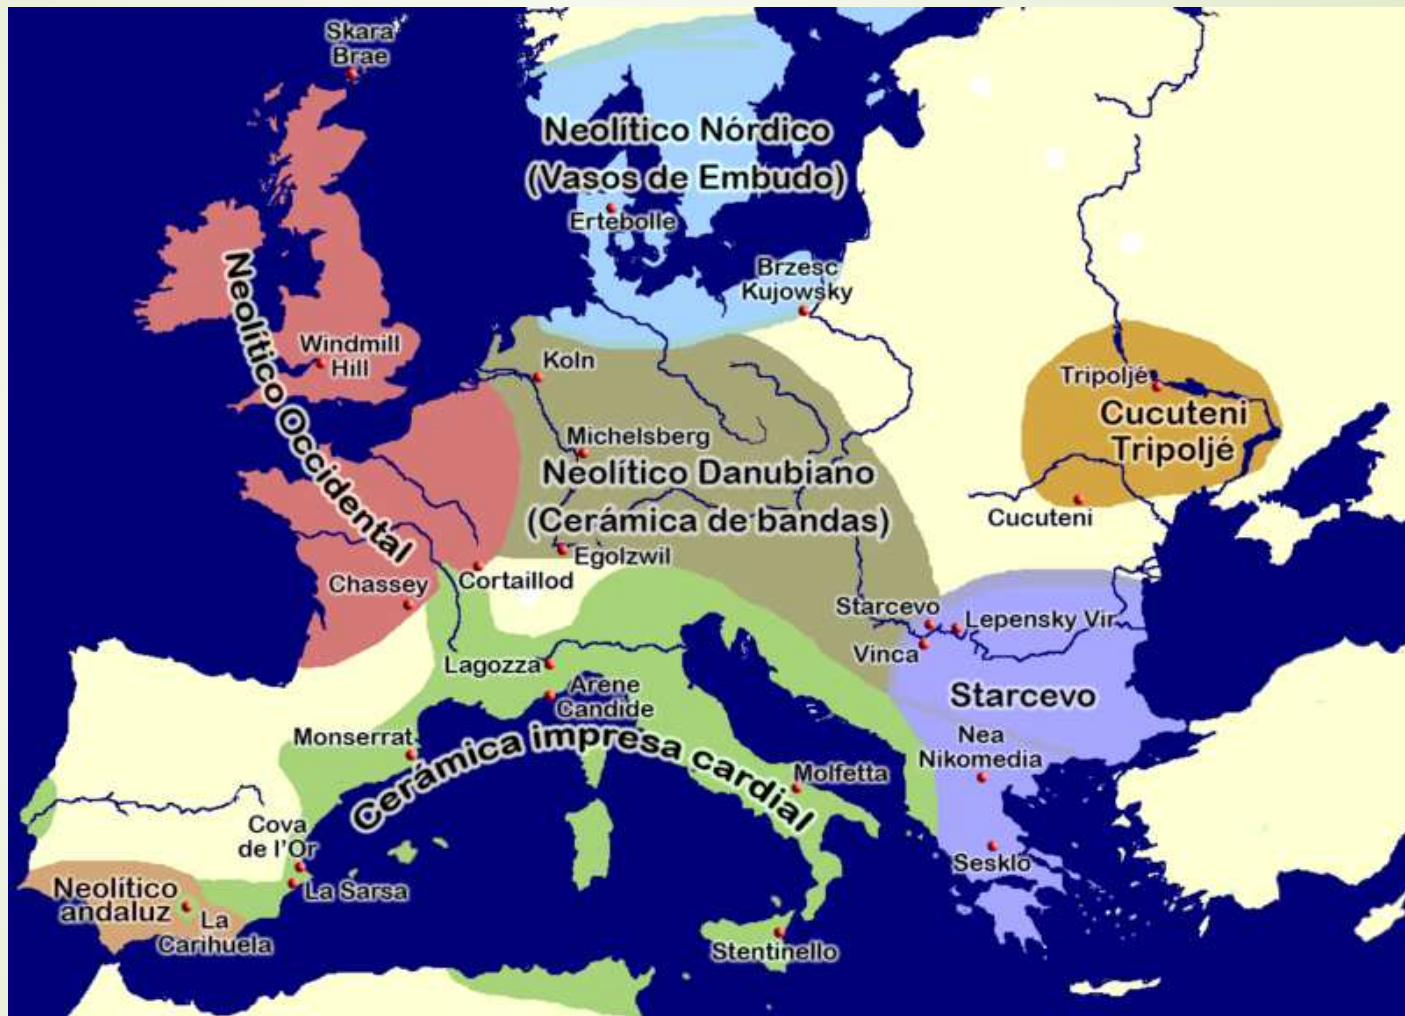 Skara
Brae
Neolítico Nórdico
(Vasos de Embudo)
Ertebolle
Brzesc
Kujowsky
Neolítico Occidental
Windmill
Hill
Koln
Tripoljé
Cucuteni
Tripoljé
Michelsberg
Neolítico Danubiano
(Cerámica de bandas)
Cucuteni
Egolzwil
Cortaillod
Chassey
Starcevo
Lepensky Vir
Vinca
Lagozza
Arene
Candide
Starcevo
Monserrat
Nea
Nikomedia
Cerámica impresa cardial
Molfetta
Cova
de l'Or
Sesklo
La Sarsa
Neolítico
andaluz
La
Carihuela
Stentinello